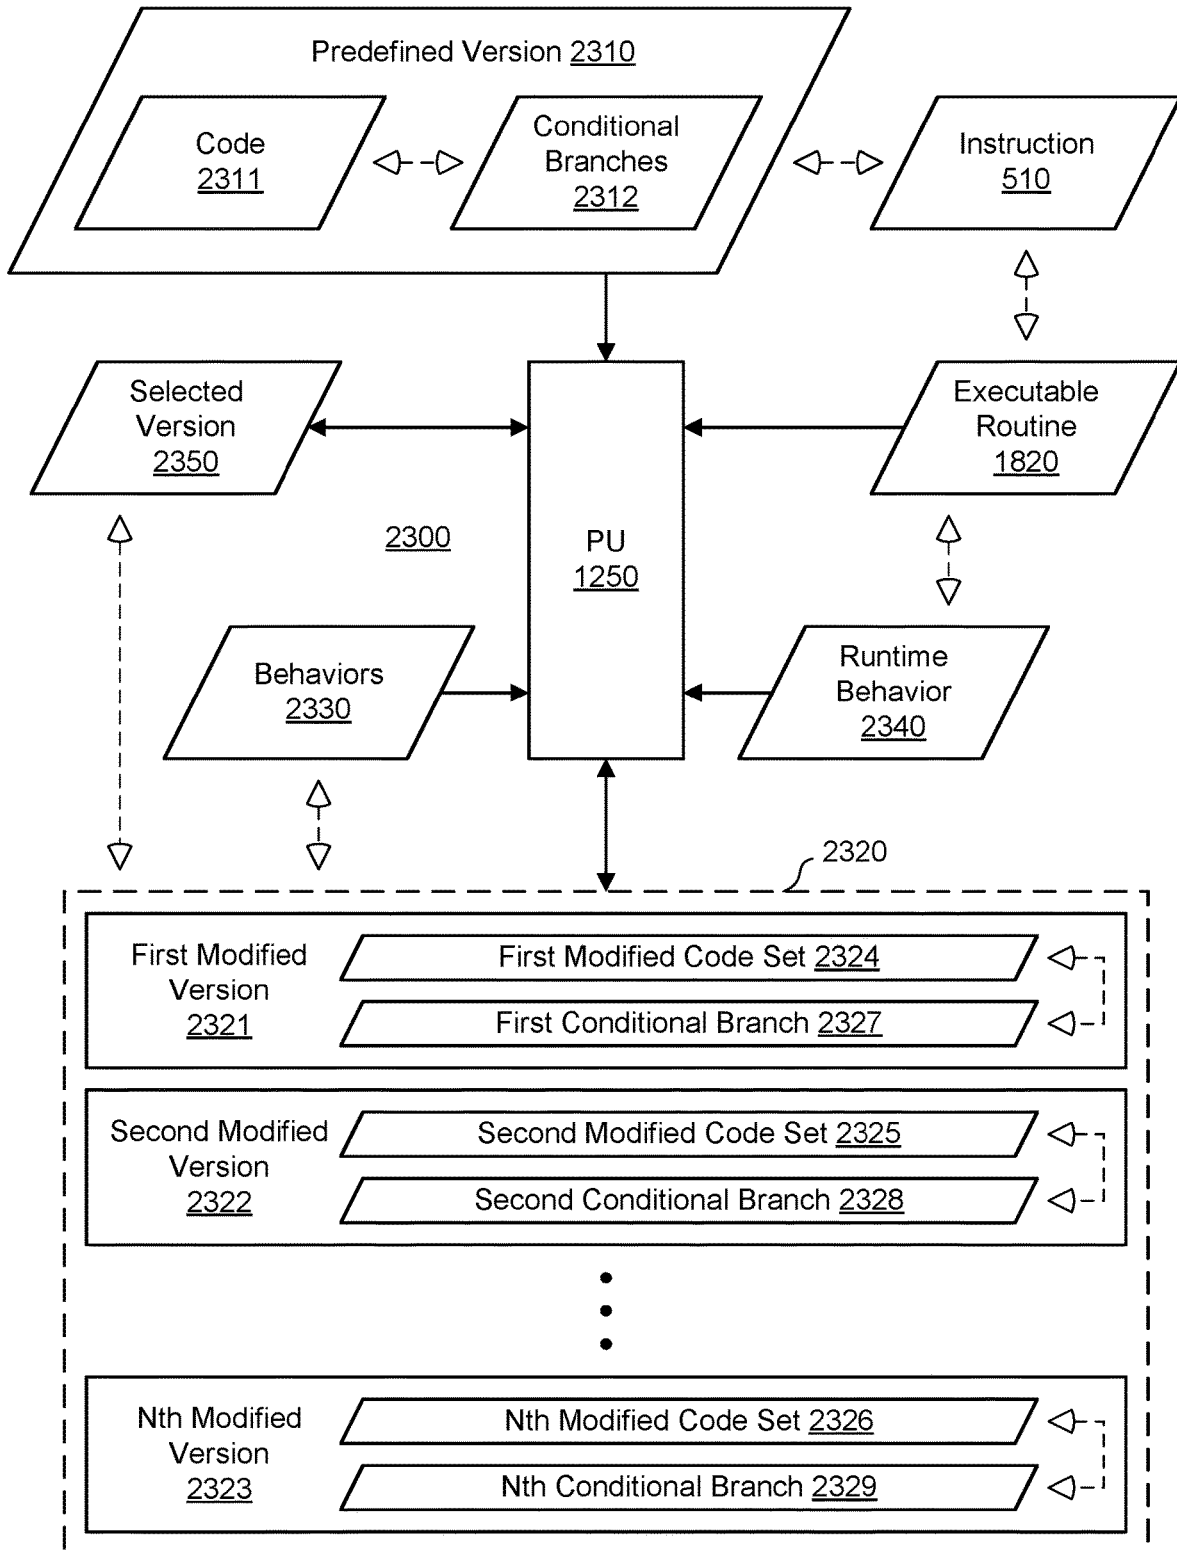 Predefined Version 2310
Code
2311
Conditional
Branches
2312
Instruction
510
Selected
Version
2350
Executable
Routine
1820
2300
PU
1250
Behaviors
2330
Runtime
Behavior
2340
2320
First Modified
Version
2321
First Modified Code Set 2324
First Conditional Branch 2327
Second Modified
Version
2322
Second Modified Code Set 2325
Second Conditional Branch 2328
Nth Modified
Version
2323
Nth Modified Code Set 2326
Nth Conditional Branch 2329